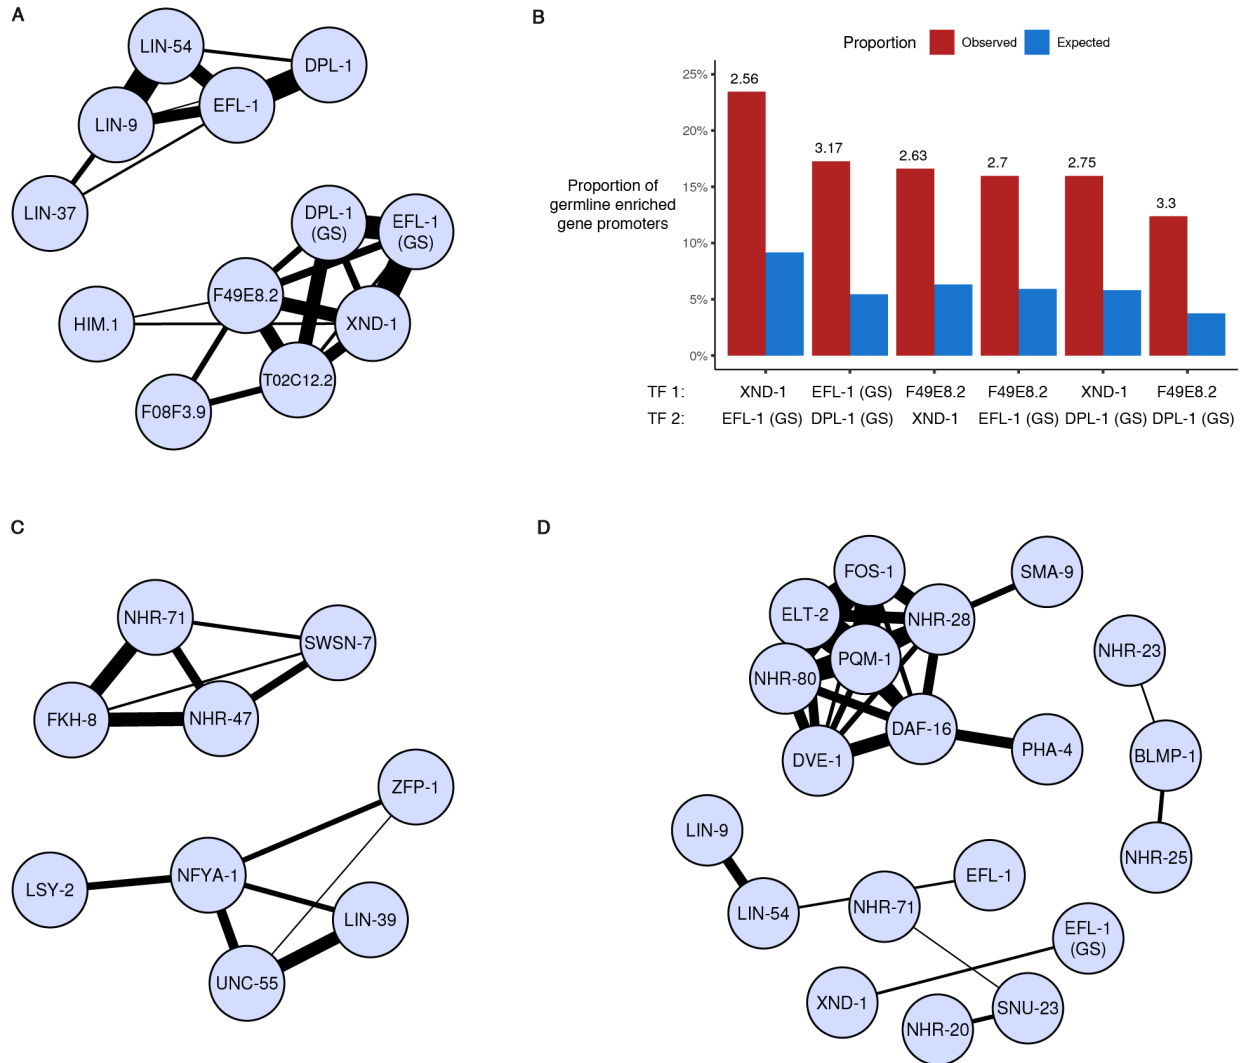 A
LIN-54
DPL-1
EFL-1
LIN-9
LIN-37
DPL-1
(GS)
EFL-1
(GS)
F49E8.2
HIM.1
XND-1
T02C12.2
F08F3.9
B
Proportion
Observed
Expected
Proportion of
germline enriched
gene promoters
25%
20%
15%
10%
5%
0%
2.56
3.17
2.63
2.7
2.75
3.3
TF 1: XND-1 EFL-1 (GS) F49E8.2 F49E8.2 XND-1 F49E8.2
TF 2: EFL-1 (GS) DPL-1 (GS) XND-1 EFL-1 (GS) DPL-1 (GS) DPL-1 (GS)
C
NHR-71
SWSN-7
FKH-8
NHR-47
ZFP-1
NFYA-1
LSY-2
LIN-39
UNC-55
D
FOS-1
SMA-9
ELT-2
NHR-28
PQM-1
NHR-80
DAF-16
DVE-1
PHA-4
NHR-23
BLMP-1
NHR-25
LIN-9
EFL-1
LIN-54
NHR-71
EFL-1
(GS)
XND-1
SNU-23
NHR-20